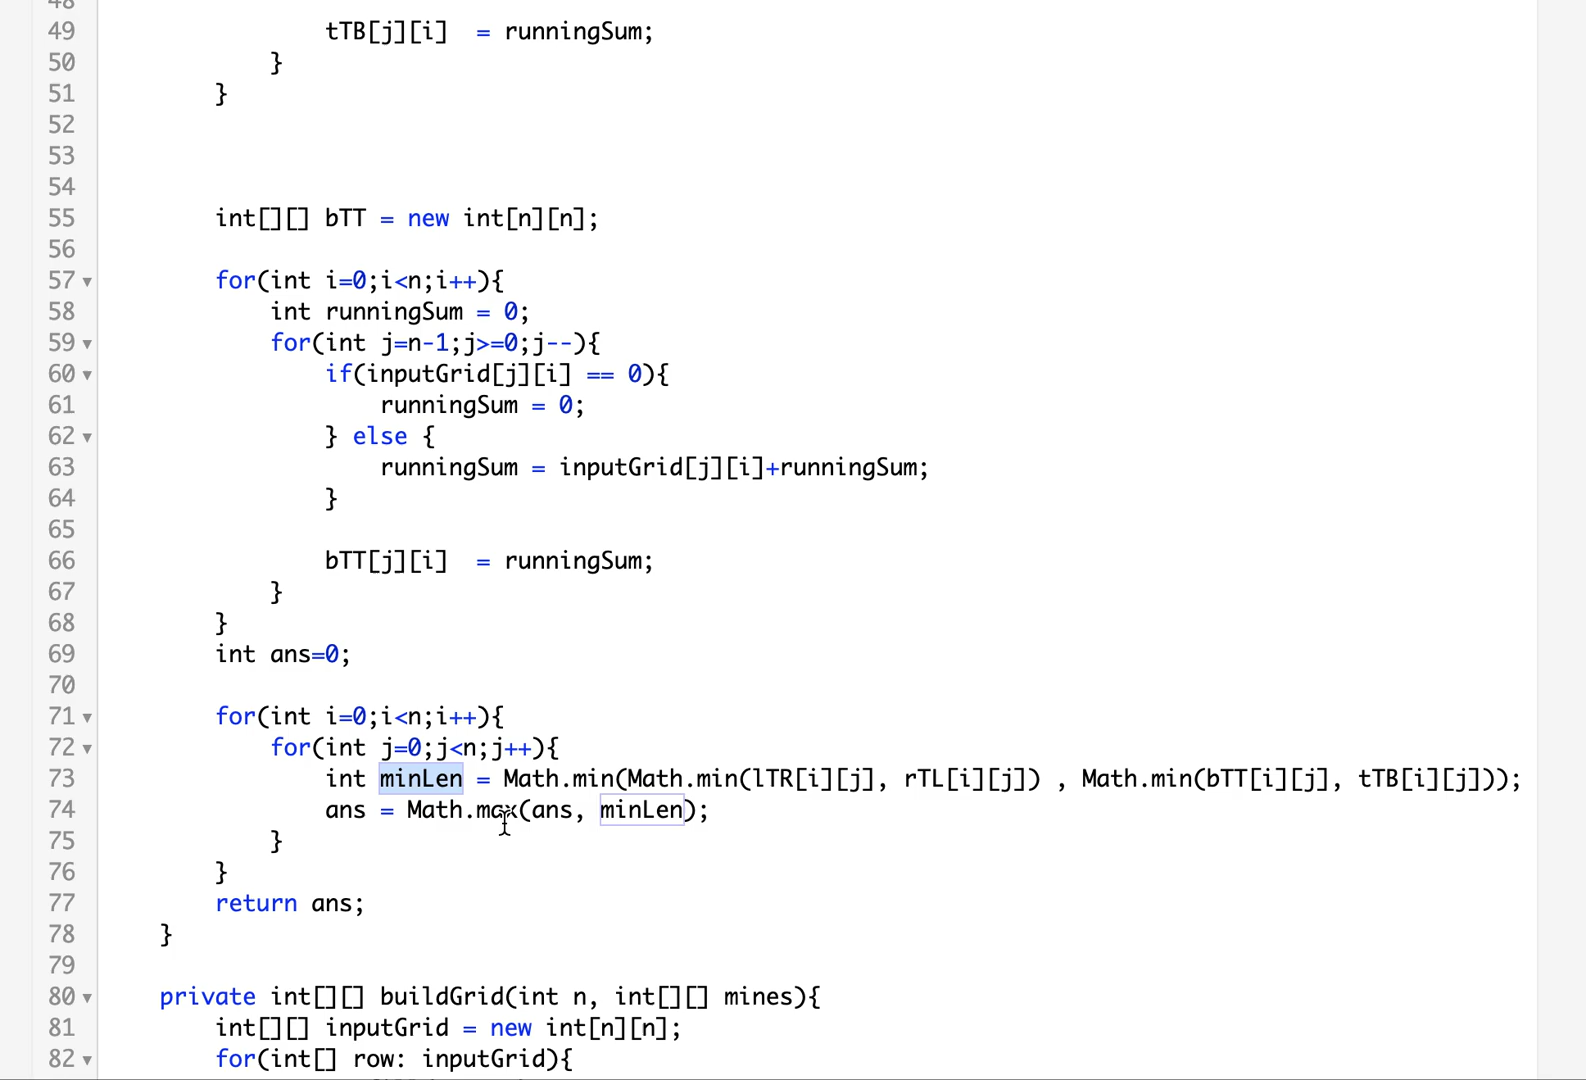 48
49 tTB[j][i]  = runningSum;
50 }
51 }
52
53
54
55 int[][] bTT = new int[n][n];
56
57 for(int i=0;i<n;i++){
58 int runningSum = 0;
59 for(int j=n-1;j>=0;j--){
60 if(inputGrid[j][i] == 0){
61 runningSum = 0;
62 } else {
63 runningSum = inputGrid[j][i]+runningSum;
64 }
65
66 bTT[j][i]  = runningSum;
67 }
68 }
69 int ans=0;
70
71 for(int i=0;i<n;i++){
72 for(int j=0;j<n;j++){
73 int minLen = Math.min(Math.min(lTR[i][j], rTL[i][j]) , Math.min(bTT[i][j], tTB[i][j]));
74 ans = Math.max(ans, minLen);
75 }
76 }
77 return ans;
78 }
79
80 private int[][] buildGrid(int n, int[][] mines){
81 int[][] inputGrid = new int[n][n];
82 for(int[] row: inputGrid){